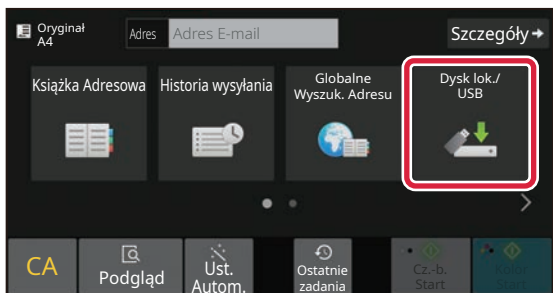 Oryginał
A4
Adres
Adres E-mail
Szczegóły
Książka Adresowa
Historia wysyłania
Globalne
Wyszuk. Adresu
Dysk lok./
USB
CA
Podgląd
Ust.
Autom.
Ostatnie
zadania
Cz.-b.
Start
Kolor
Start